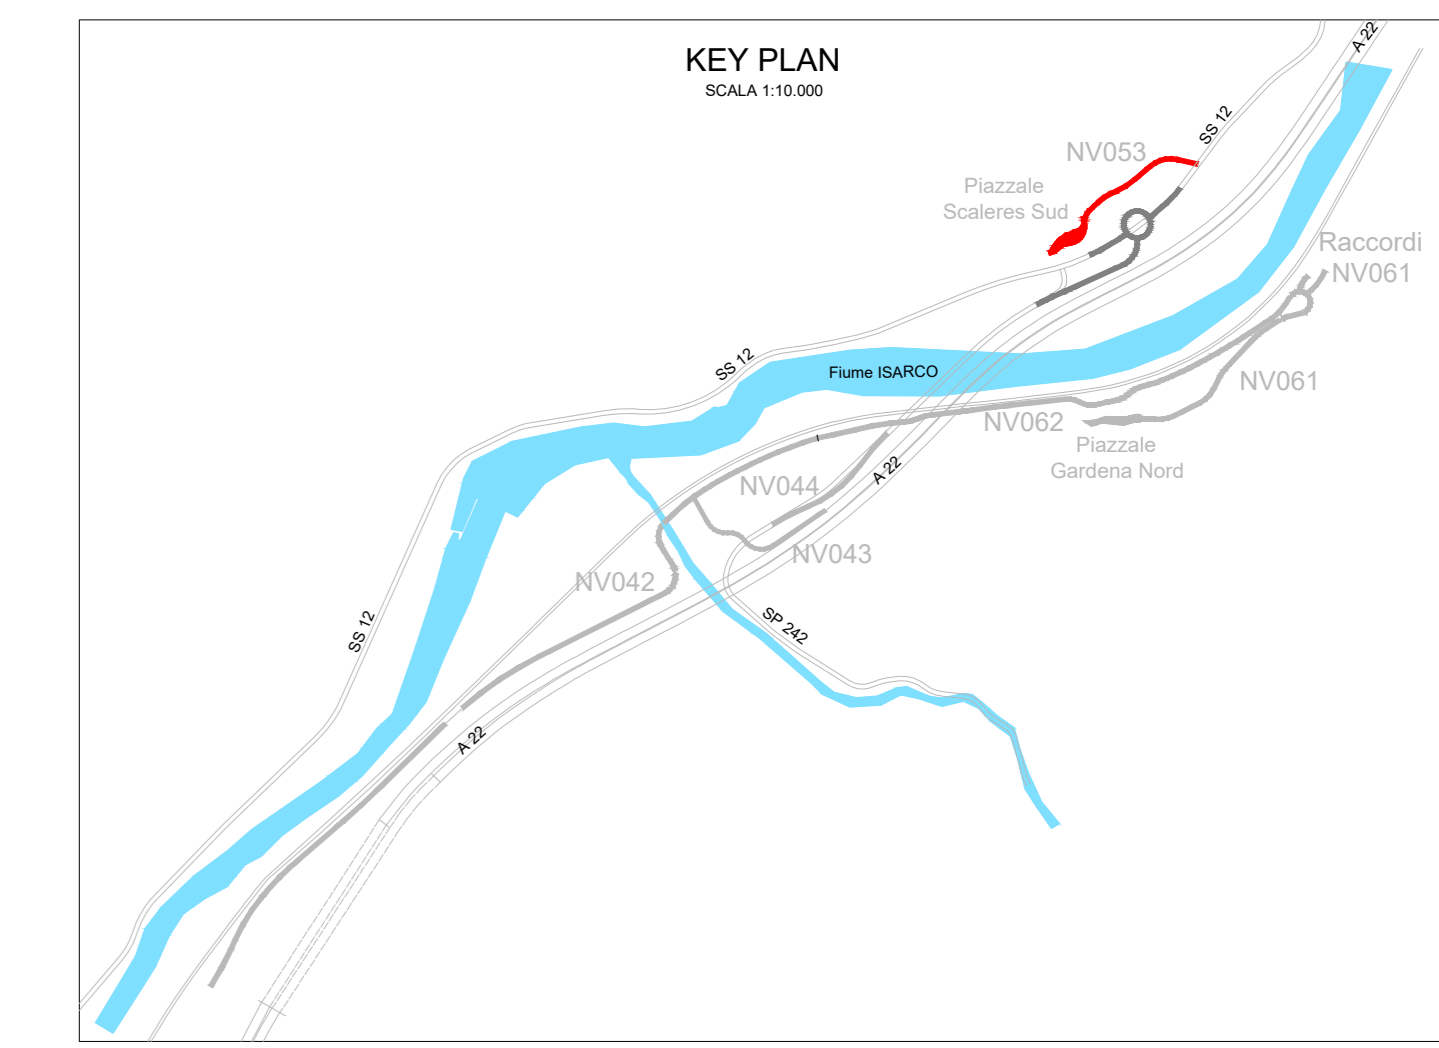 KEY PLAN
SCALA 1:10.000
A 22
SS 12
NV053
Piazzale
Scaleres Sud
Raccordi
NV061
SS 12
Fiume ISARCO
NV061
NV062
Piazzale
Gardena Nord
A 22
NV044
NV043
NV042
SS 12
SP 242
A 22